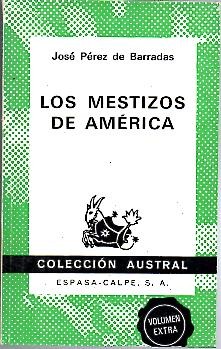 José Pérez de Barradas
LOS MESTIZOS
DE AMÉRICA
COLECCIÓN AUSTRAL
ESPASA-CALPE, S. A.
VOLUMEN
EXTRA